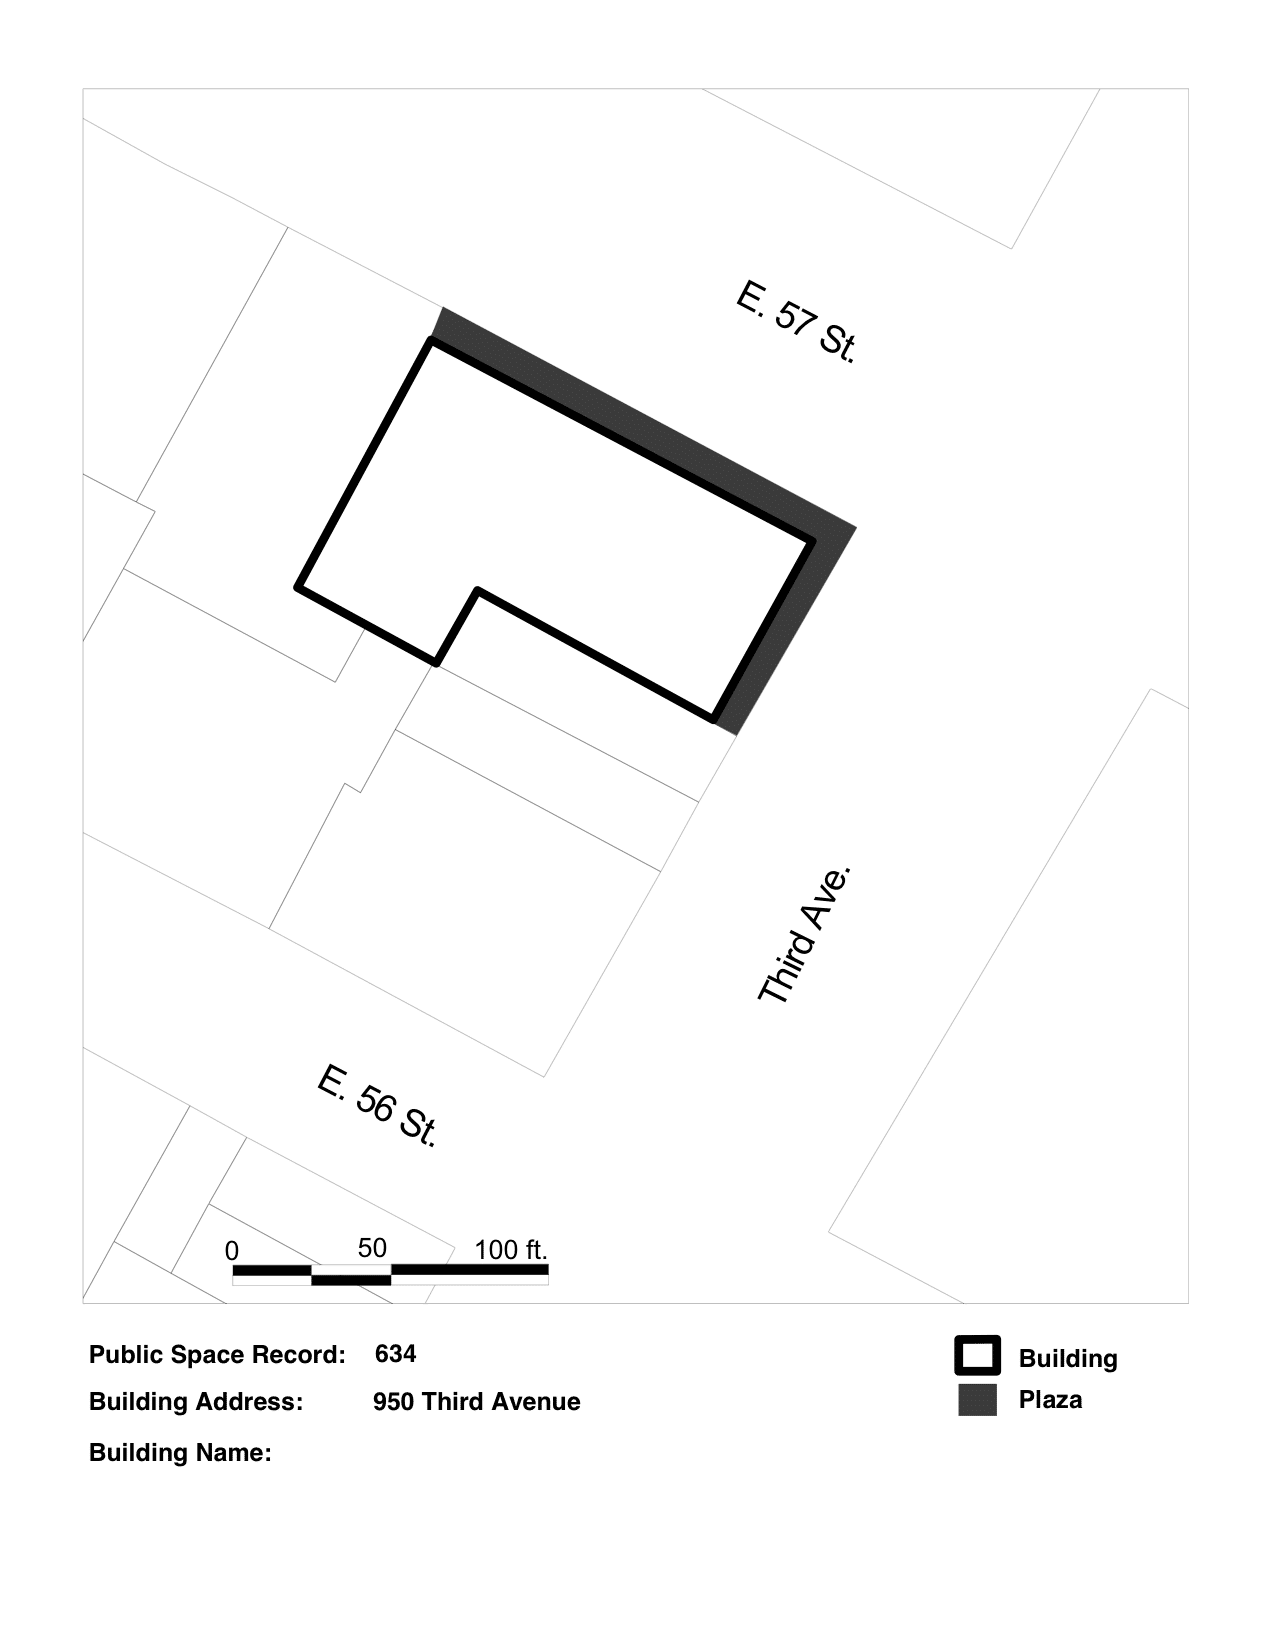 E. 57 St.
Third Ave.
E. 56 St.
0 50 100 ft.
Public Space Record: 634
Building Address: 950 Third Avenue
Building Name:
Building
Plaza